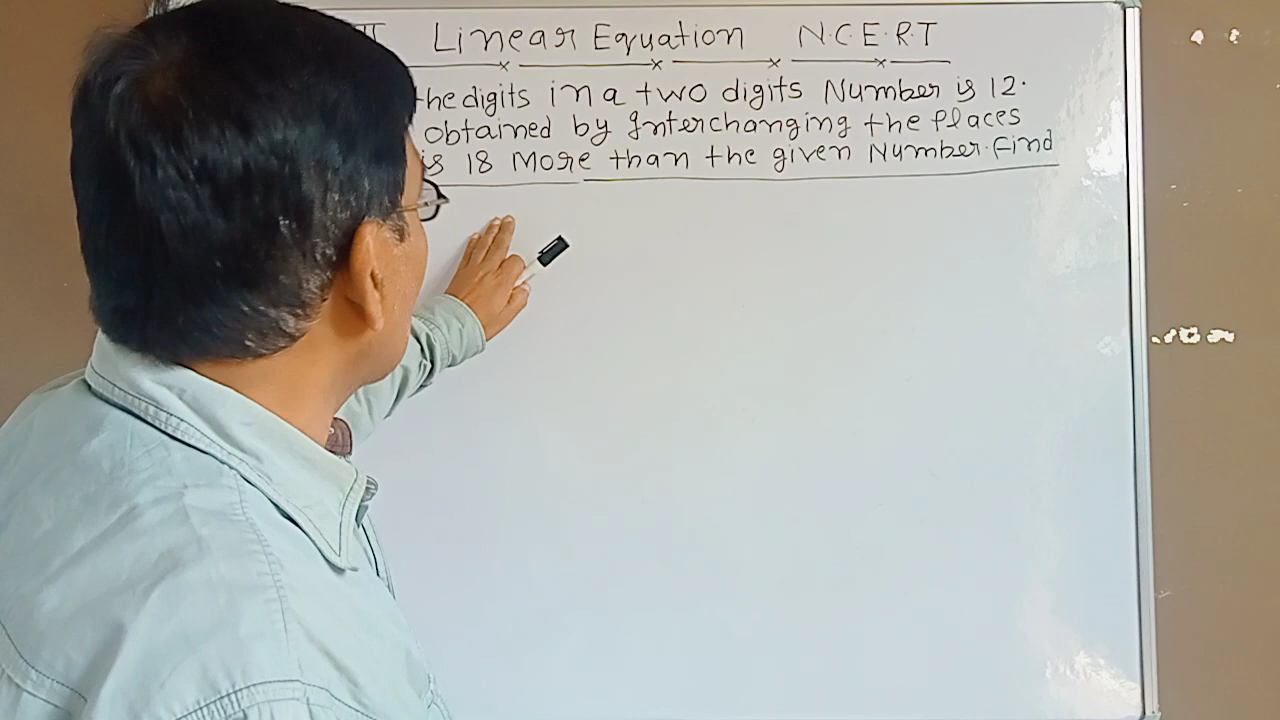 Linear Equation N.C.E.R.T
the digits in a two digits Number is 12.
obtained by Interchanging the Places
is 18 More than the given Number. Find